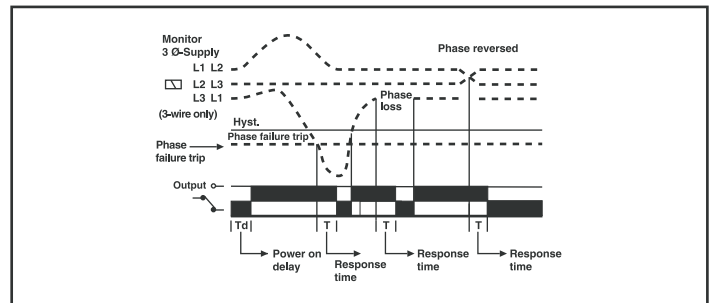 Monitor
3 Ø-Supply
Phase reversed
L1 L2
L2 L3
L3 L1
Phase
loss
(3-wire only)
Hyst.
Phase failure trip
Phase
failure trip
Output
Td
T
T
T
Power on
delay
Response
time
Response
time
Response
time